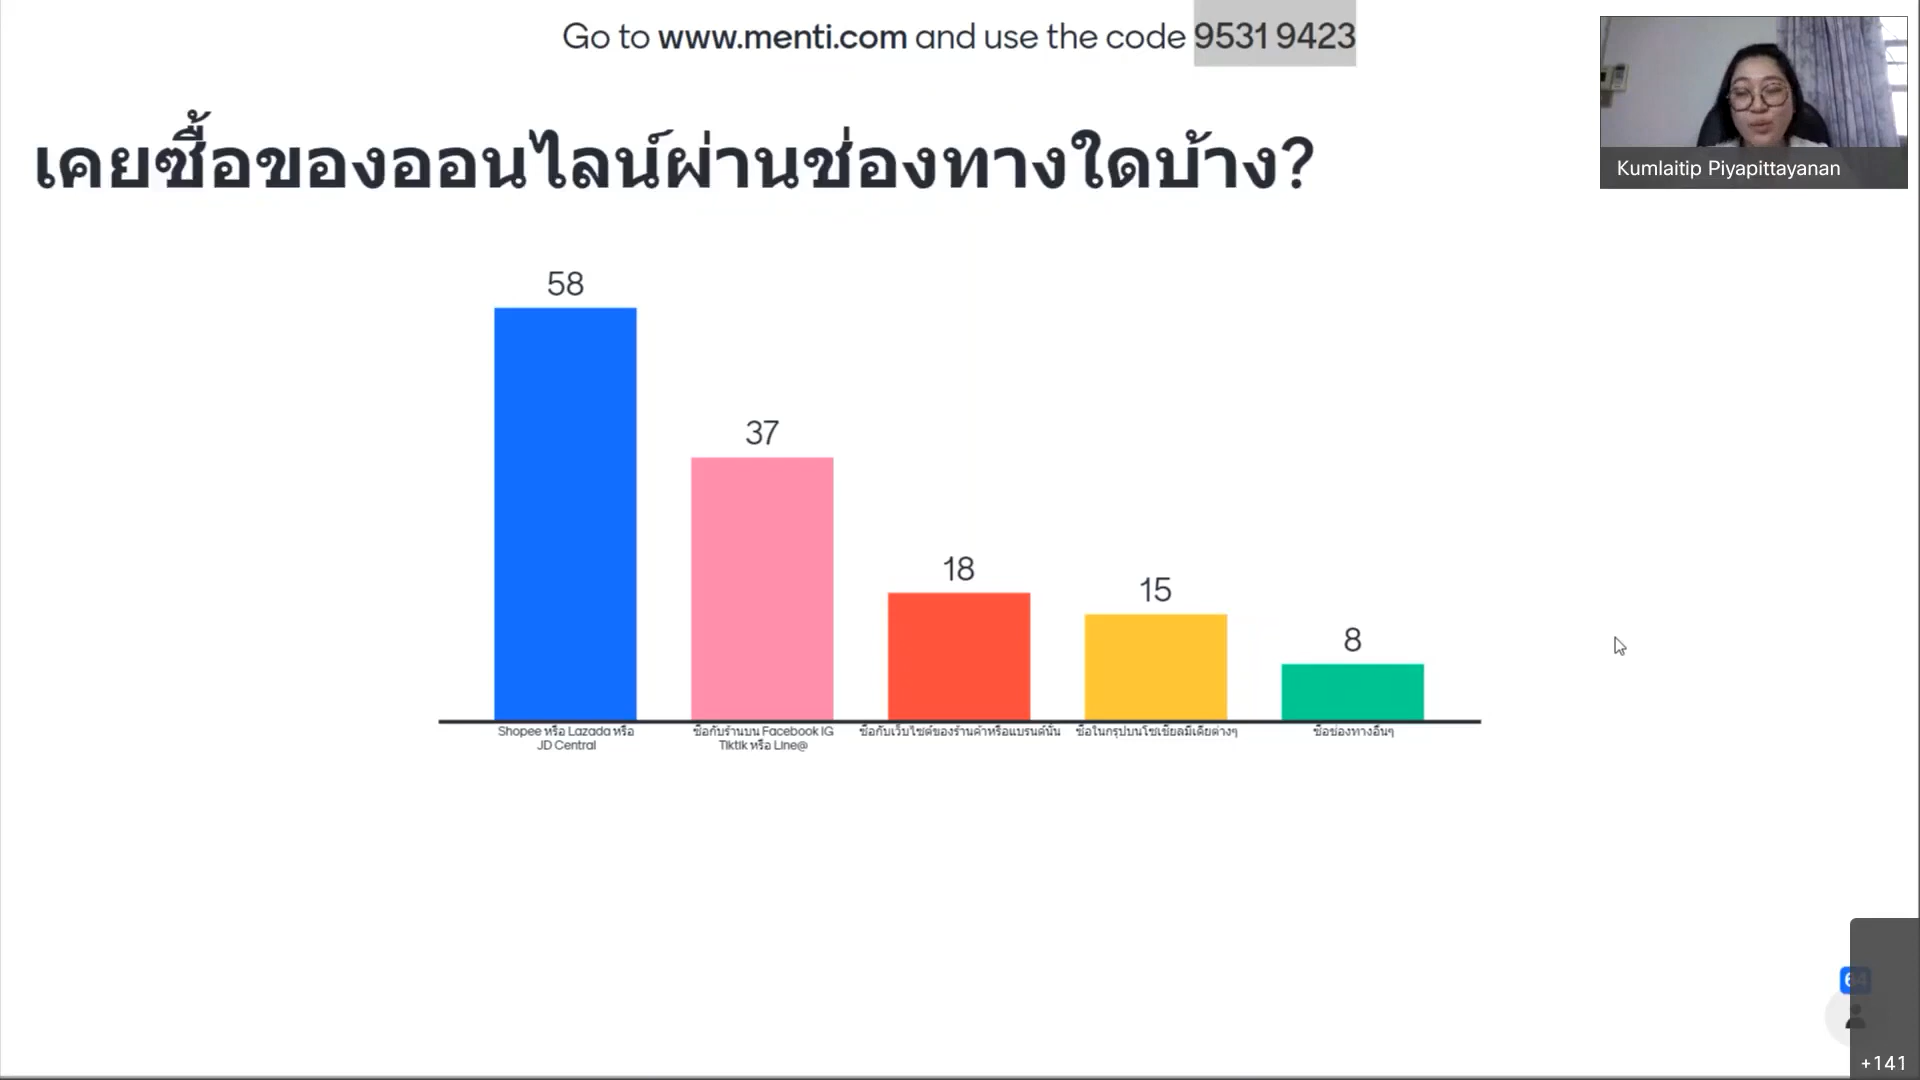 Go to www.menti.com and use the code 9531 9423
เคยซื้อของออนไลน์ผ่านช่องทางใดบ้าง?
Kumlaitip Piyapittayanan
58
37
18
15
8
Shopee หรือ Lazada หรือ
JD Central
ซื้อกับร้านบน Facebook IG
Tiktik หรือ Line@
ซื้อกับเว็บไซต์ของร้านค้าหรือแบรนด์นั้น
ซื้อในกรุปบนโซเชียลมีเดียต่างๆ
ซื้อช่องทางอื่นๆ
64
+141